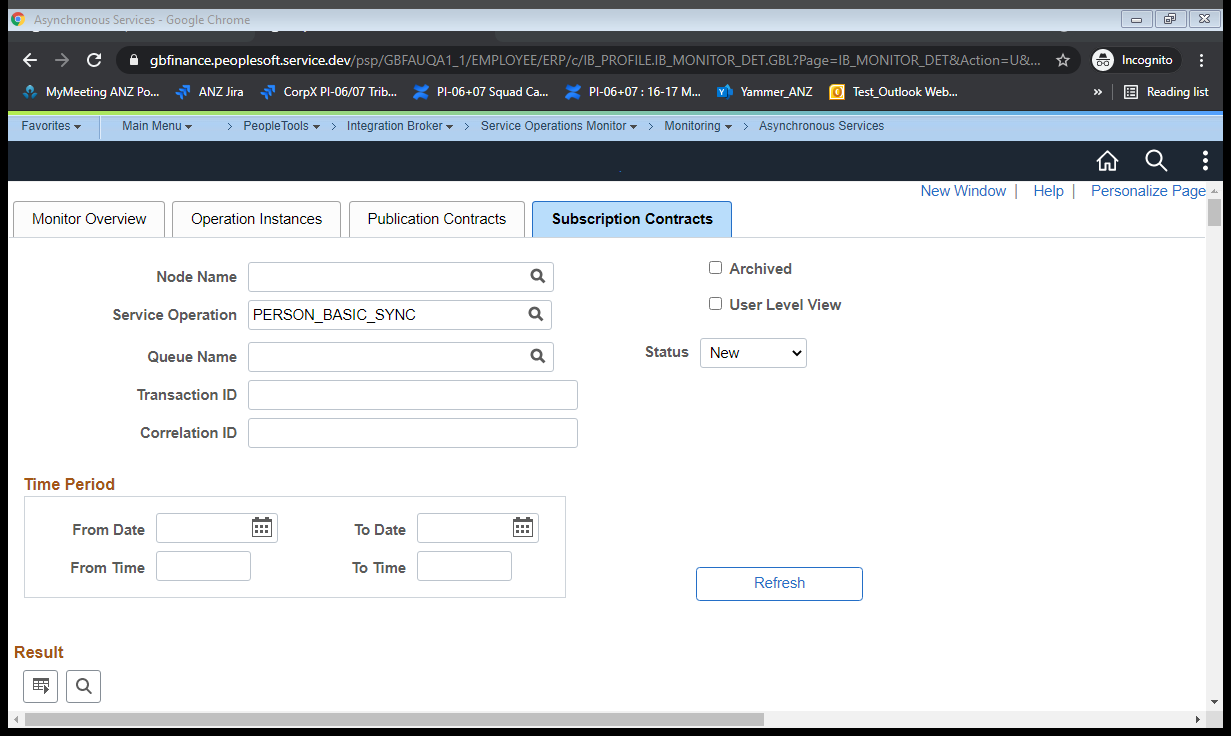 Asynchronous Services - Google Chrome
gbfinance.peoplesoft.service.dev/psp/GBFAUQA1_1/EMPLOYEE/ERP/c/IB_PROFILE.IB_MONITOR_DET.GBL?Page=IB_MONITOR_DET&Action=U&... Incognito
MyMeeting ANZ Po... ANZ Jira CorpX PI-06/07 Trib... PI-06+07 Squad Ca... PI-06+07 : 16-17 M... Yammer_ANZ Test_Outlook Web... » Reading list
Favorites Main Menu > PeopleTools > Integration Broker > Service Operations Monitor > Monitoring > Asynchronous Services
New Window | Help | Personalize Page
Monitor Overview Operation Instances Publication Contracts Subscription Contracts
Node Name Archived
Service Operation PERSON_BASIC_SYNC User Level View
Queue Name Status New
Transaction ID
Correlation ID
Time Period
From Date To Date
From Time To Time
Refresh
Result